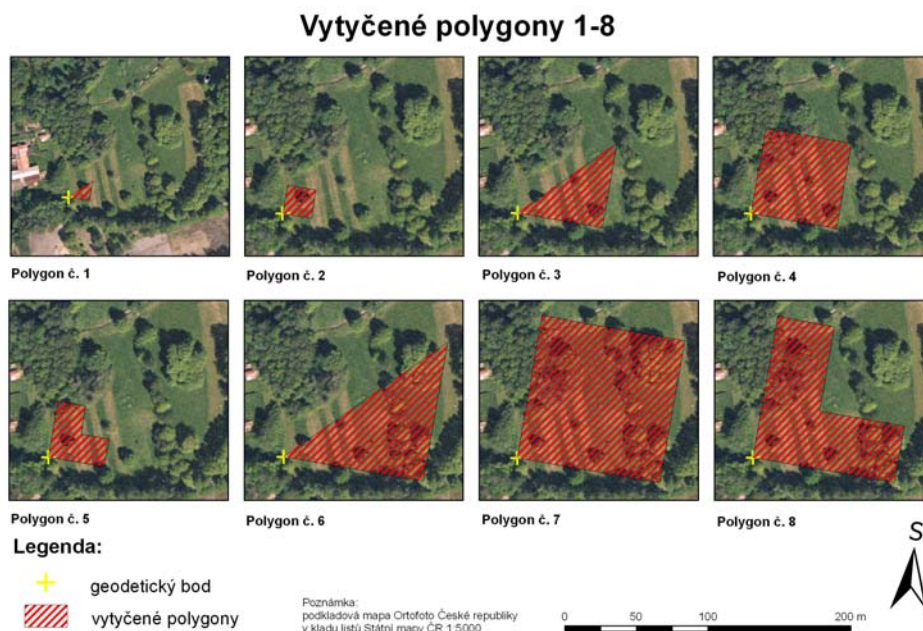 Vytyčené polygony 1-8
Polygon č. 1
Polygon č. 2
Polygon č. 3
Polygon č. 4
Polygon č. 5
Polygon č. 6
Polygon č. 7
Polygon č. 8
Legenda:
geodetický bod
vytyčené polygony
Poznámka:
podkladová mapa Ortofoto České republiky
v kladu listů Státní mapy ČR 1:5000
0 50 100 200 m
S